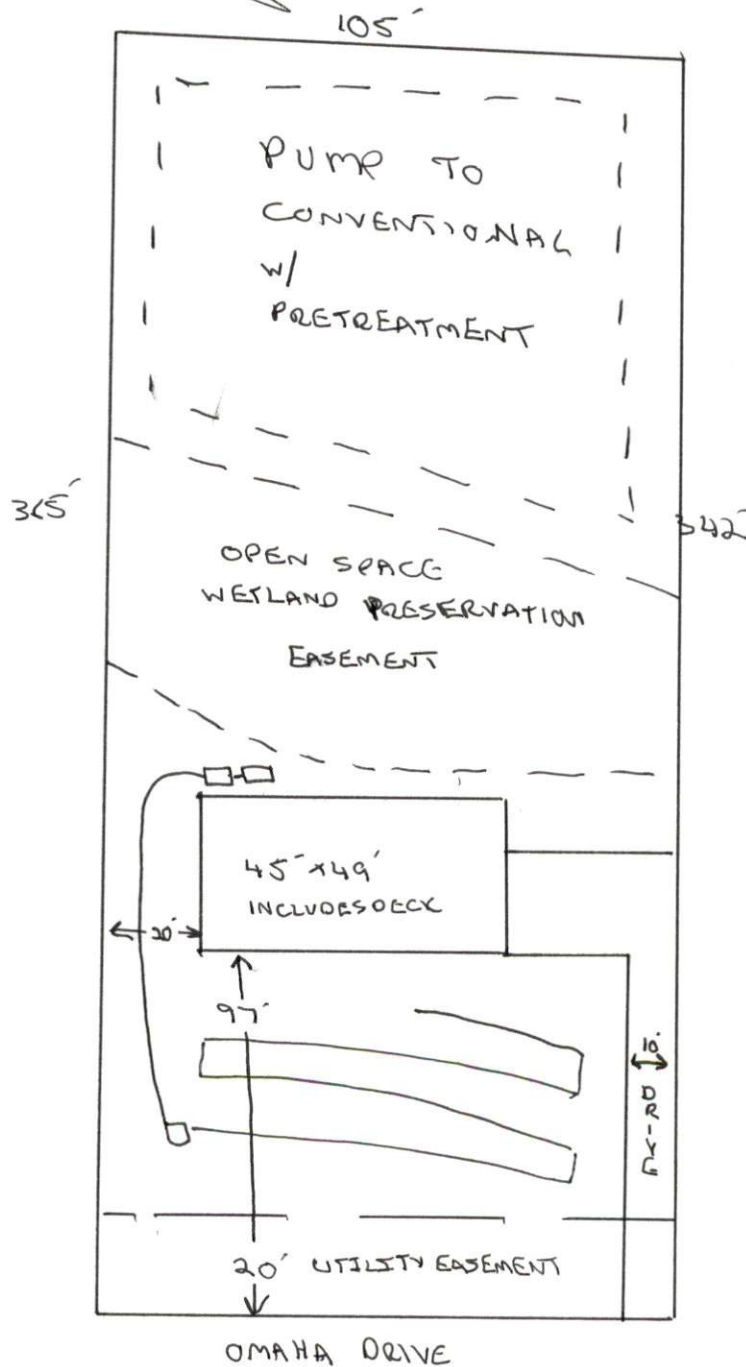 105'
PUMP TO
CONVENTIONAL
w/
PRETREATMENT
365'
342'
OPEN SPACE
WETLAND PRESERVATION
EASEMENT
45'x49'
INCLUDES DECK
97'
10'
DRIVE
20' UTILITY EASEMENT
OMAHA DRIVE